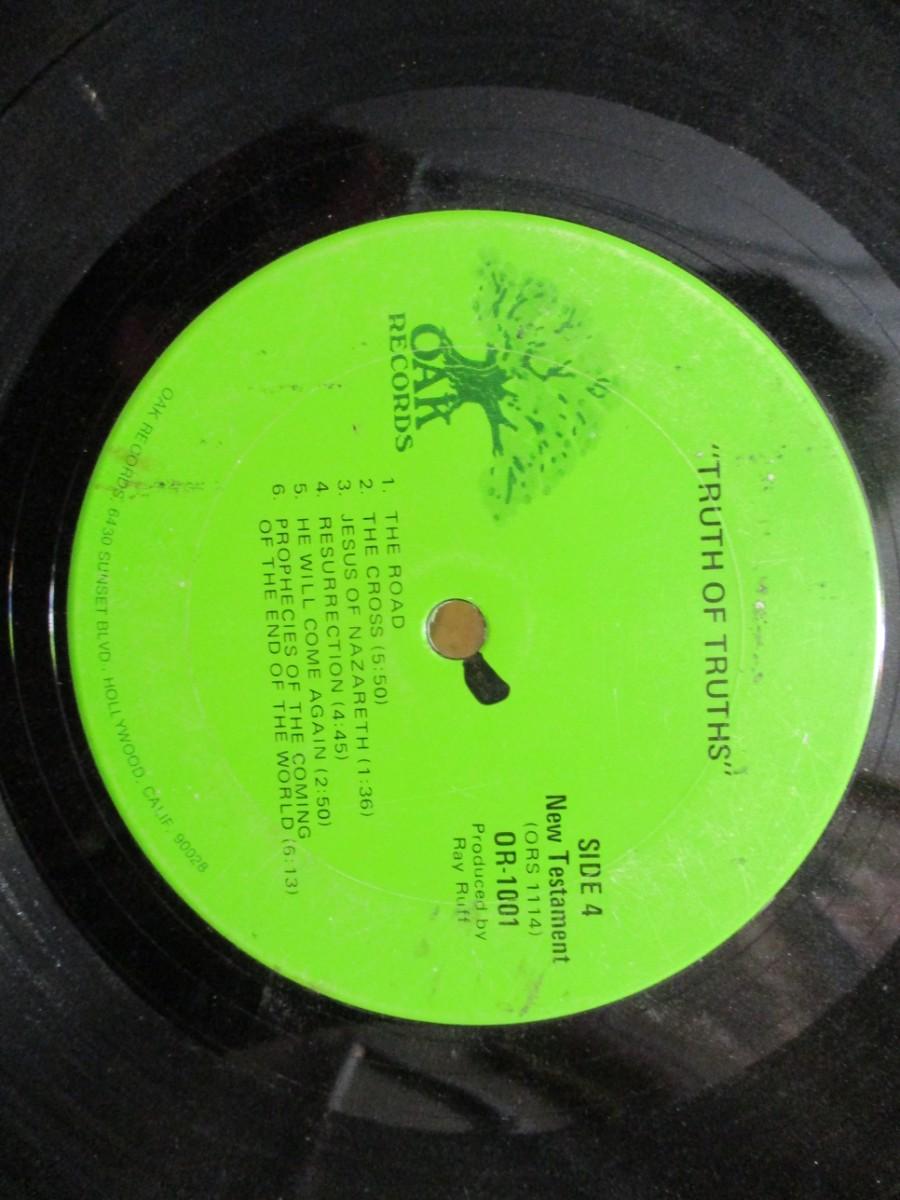 "TRUTH OF TRUTHS"
OAK
RECORDS
SIDE 4
New Testament
(ORS 1114)
OR-1001
Produced by
Ray Ruff
1. THE ROAD
2. THE CROSS (5:50)
3. JESUS OF NAZARETH (1:36)
4. RESURRECTION (4:45)
5. HE WILL COME AGAIN (2:50)
6. PROPHECIES OF THE COMING
OF THE END OF THE WORLD (6:13)
OAK RECORDS, 6430 SUNSET BLVD., HOLLYWOOD, CALIF. 90028